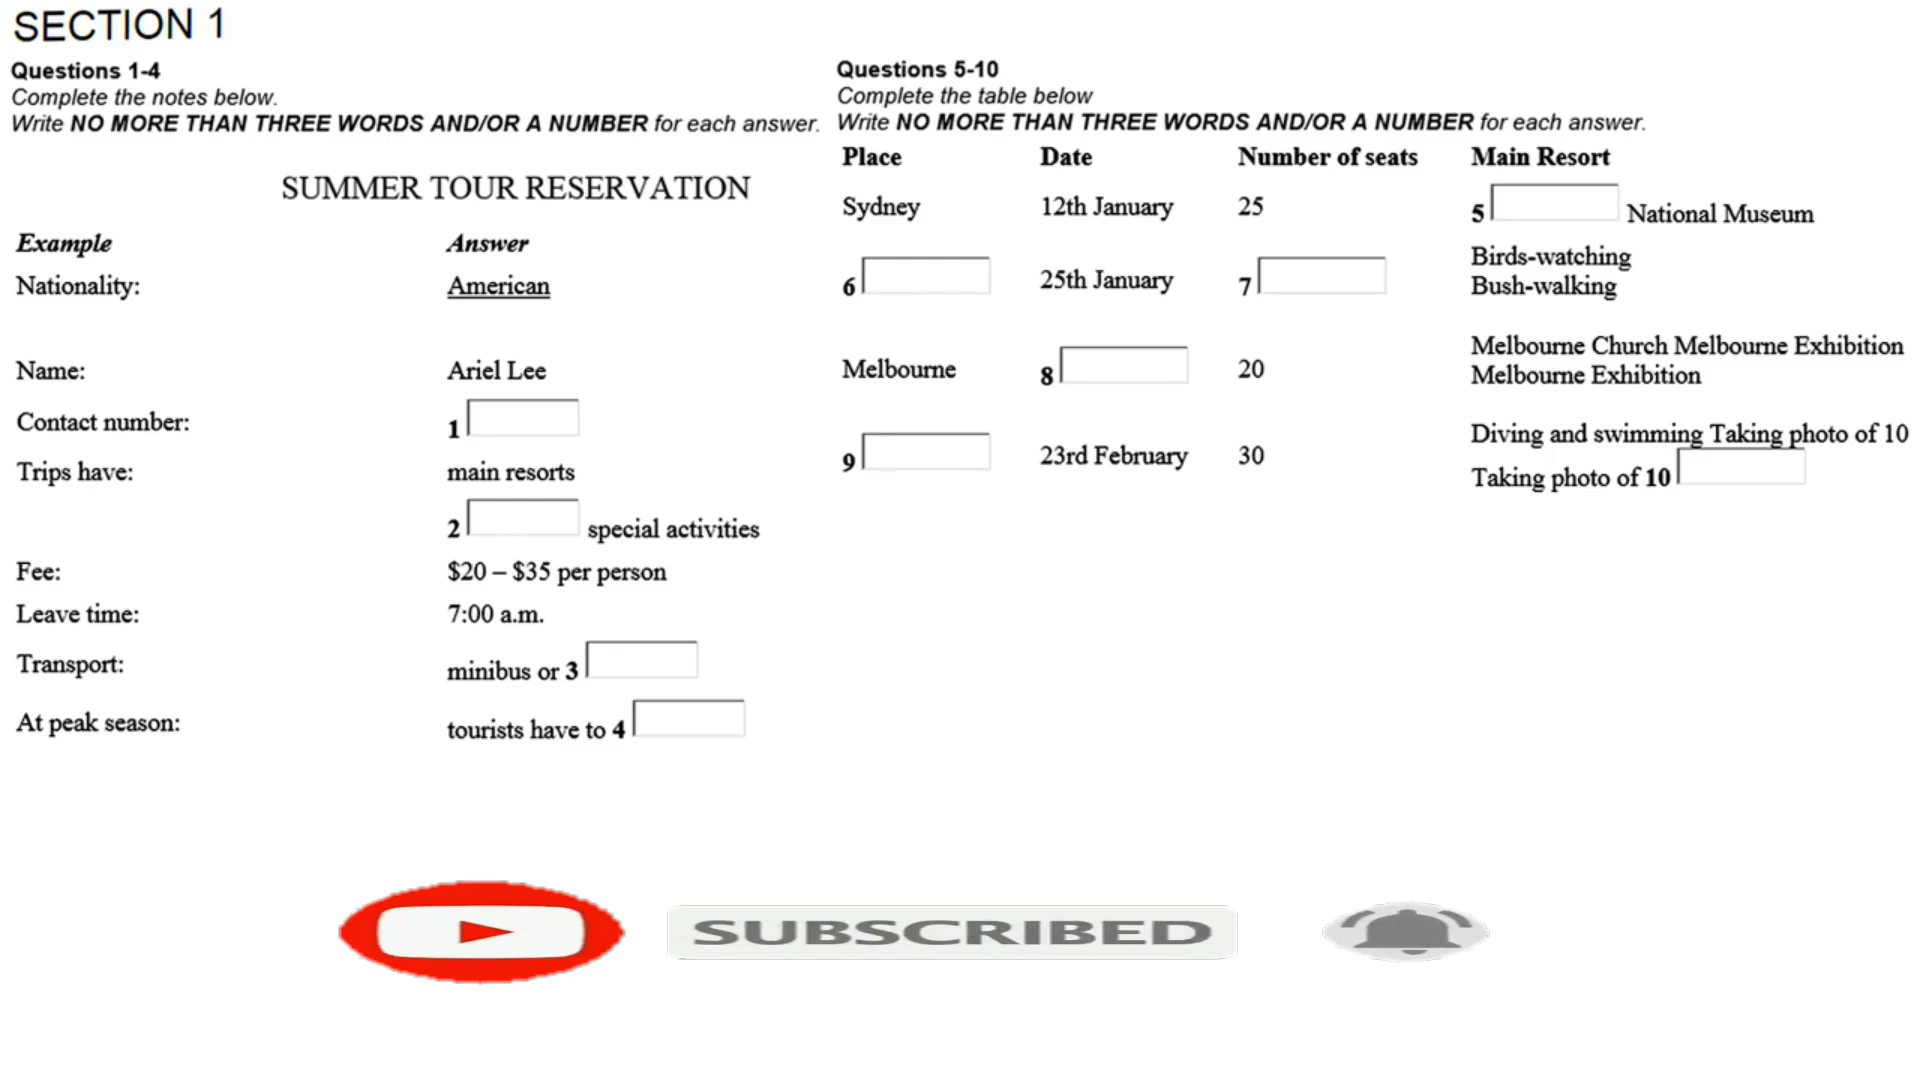 SECTION 1
Questions 1-4
Complete the notes below.
Write NO MORE THAN THREE WORDS AND/OR A NUMBER for each answer.
SUMMER TOUR RESERVATION
Example Answer
Nationality: American
Name: Ariel Lee
Contact number: 1
Trips have: main resorts
2 special activities
Fee: $20 – $35 per person
Leave time: 7:00 a.m.
Transport: minibus or 3
At peak season: tourists have to 4
Questions 5-10
Complete the table below
Write NO MORE THAN THREE WORDS AND/OR A NUMBER for each answer.
Place Date Number of seats Main Resort
Sydney 12th January 25 5 National Museum
6 25th January 7 Birds-watching
Bush-walking
Melbourne 8 20 Melbourne Church Melbourne Exhibition
Melbourne Exhibition
9 23rd February 30 Diving and swimming Taking photo of 10
Taking photo of 10
SUBSCRIBED